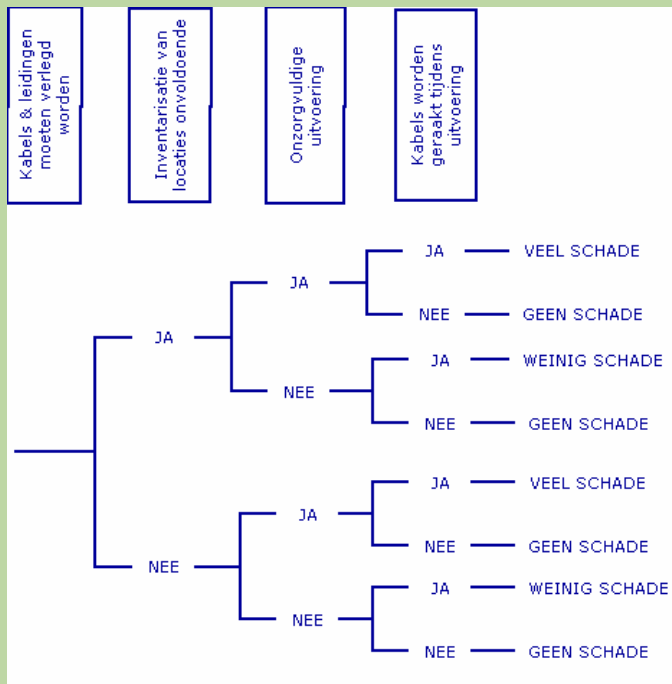 Kabels & leidingen
moeten verlegd
worden
Inventarisatie van
locaties onvoldoende
Onzorgvuldige
uitvoering
Kabels worden
geraakt tijdens
uitvoering
JA VEEL SCHADE
JA
NEE GEEN SCHADE
JA
JA WEINIG SCHADE
NEE
NEE GEEN SCHADE
JA VEEL SCHADE
JA
NEE GEEN SCHADE
NEE
JA WEINIG SCHADE
NEE
NEE GEEN SCHADE